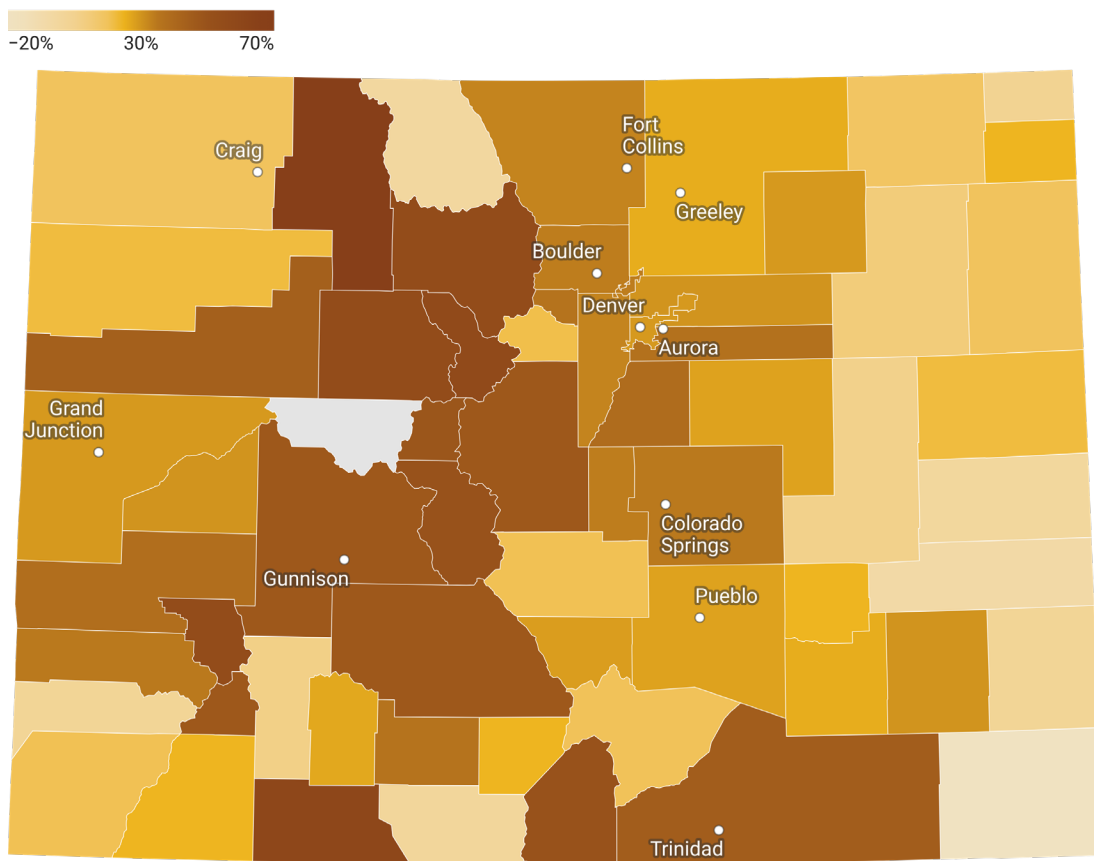 −20%
30%
70%
Fort
Collins
Craig
Greeley
Boulder
Denver
Aurora
Grand
Junction
Colorado
Springs
Gunnison
Pueblo
Trinidad